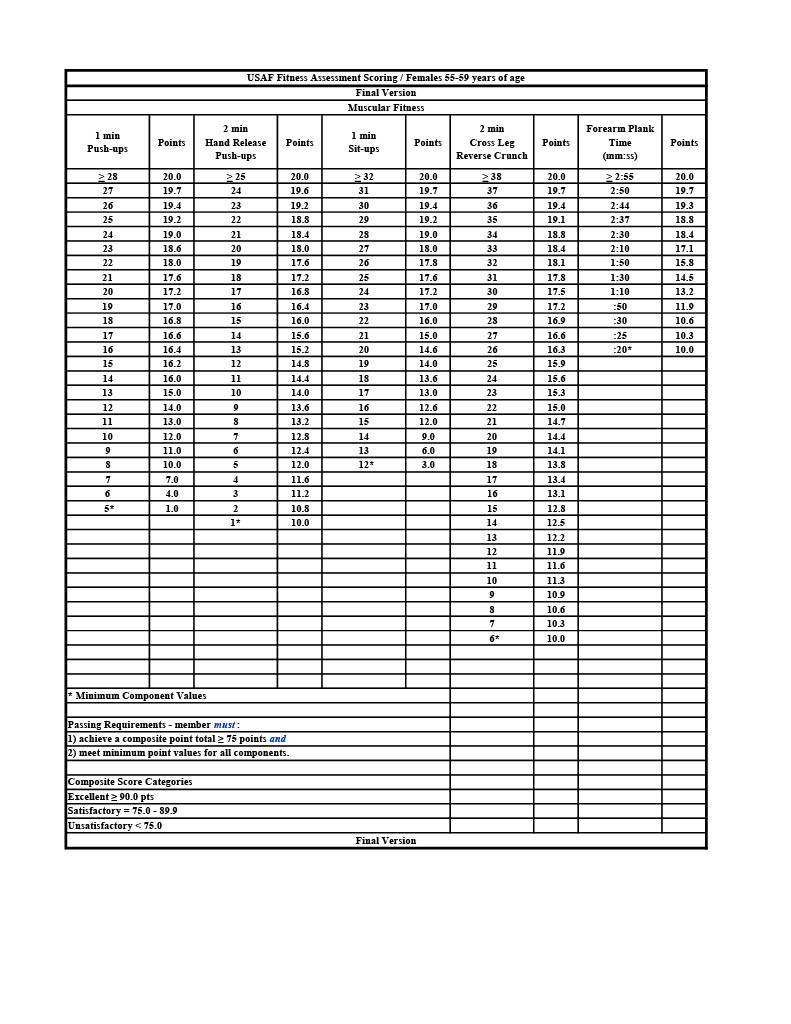 USAF Fitness Assessment Scoring / Females 55-59 years of age
Final Version
Muscular Fitness
1 min Push-ups Points 2 min Hand Release Push-ups Points 1 min Sit-ups Points 2 min Cross Leg Reverse Crunch Points Forearm Plank Time (mm:ss) Points
≥ 28 20.0 ≥ 25 20.0 ≥ 32 20.0 ≥ 38 20.0 ≥ 2:55 20.0
27 19.7 24 19.6 31 19.7 37 19.7 2:50 19.7
26 19.4 23 19.2 30 19.4 36 19.4 2:44 19.3
25 19.2 22 18.8 29 19.2 35 19.1 2:37 18.8
24 19.0 21 18.4 28 19.0 34 18.8 2:30 18.4
23 18.6 20 18.0 27 18.0 33 18.4 2:10 17.1
22 18.0 19 17.6 26 17.8 32 18.1 1:50 15.8
21 17.6 18 17.2 25 17.6 31 17.8 1:30 14.5
20 17.2 17 16.8 24 17.2 30 17.5 1:10 13.2
19 17.0 16 16.4 23 17.0 29 17.2 :50 11.9
18 16.8 15 16.0 22 16.0 28 16.9 :30 10.6
17 16.6 14 15.6 21 15.0 27 16.6 :25 10.3
16 16.4 13 15.2 20 14.6 26 16.3 :20* 10.0
15 16.2 12 14.8 19 14.0 25 15.9
14 16.0 11 14.4 18 13.6 24 15.6
13 15.0 10 14.0 17 13.0 23 15.3
12 14.0 9 13.6 16 12.6 22 15.0
11 13.0 8 13.2 15 12.0 21 14.7
10 12.0 7 12.8 14 9.0 20 14.4
9 11.0 6 12.4 13 6.0 19 14.1
8 10.0 5 12.0 12* 3.0 18 13.8
7 7.0 4 11.6 17 13.4
6 4.0 3 11.2 16 13.1
5* 1.0 2 10.8 15 12.8
1* 10.0 14 12.5
13 12.2
12 11.9
11 11.6
10 11.3
9 10.9
8 10.6
7 10.3
6* 10.0
* Minimum Component Values
Passing Requirements - member must :
1) achieve a composite point total ≥ 75 points and
2) meet minimum point values for all components.
Composite Score Categories
Excellent ≥ 90.0 pts
Satisfactory = 75.0 - 89.9
Unsatisfactory < 75.0
Final Version